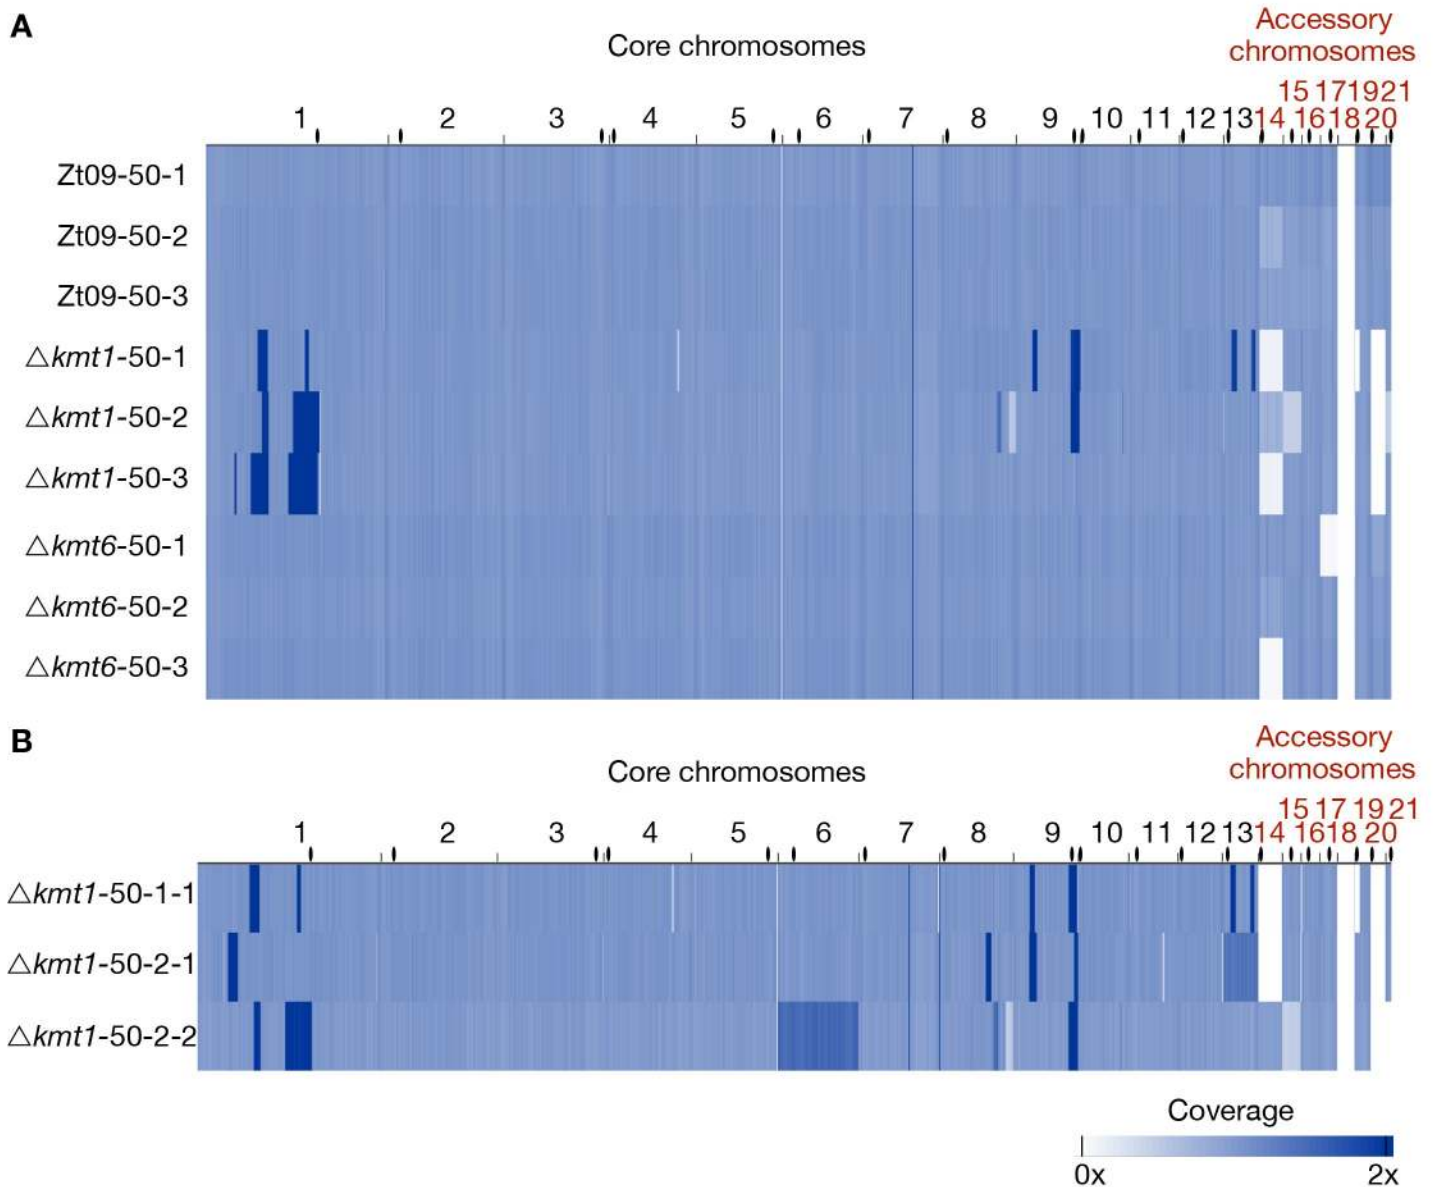 A
Accessory
Core chromosomes
chromosomes
15 17 19 21
1 2 3 4 5 6 7 8 9 10 11 12 13 14 16 18 20
Zt09-50-1
Zt09-50-2
Zt09-50-3
△kmt1-50-1
△kmt1-50-2
△kmt1-50-3
△kmt6-50-1
△kmt6-50-2
△kmt6-50-3
B
Accessory
Core chromosomes
chromosomes
15 17 19 21
1 2 3 4 5 6 7 8 9 10 11 12 13 14 16 18 20
△kmt1-50-1-1
△kmt1-50-2-1
△kmt1-50-2-2
Coverage
0x 2x